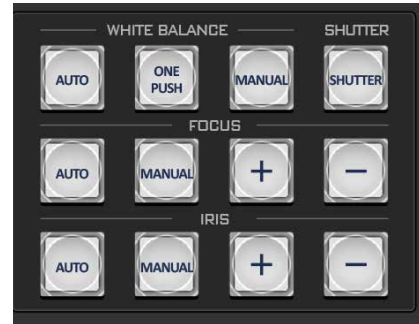 WHITE BALANCE SHUTTER
AUTO ONE PUSH MANUAL SHUTTER
FOCUS
AUTO MANUAL + −
IRIS
AUTO MANUAL + −